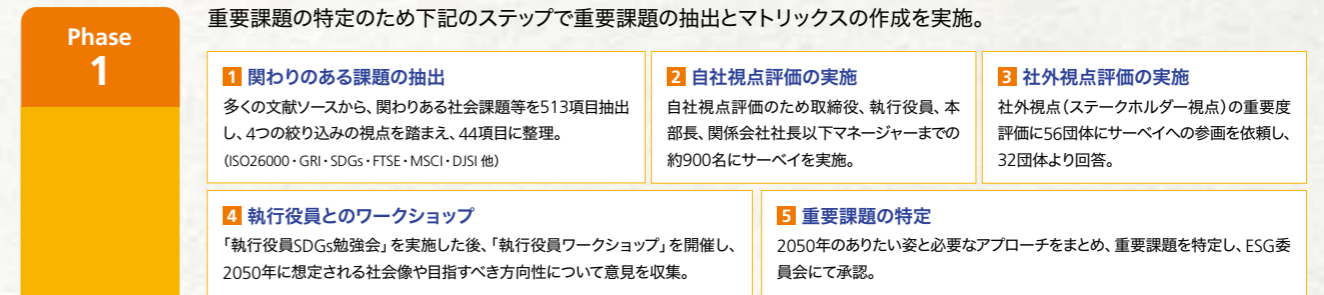 Phase
1
重要課題の特定のため下記のステップで重要課題の抽出とマトリックスの作成を実施。
1 関わりのある課題の抽出
多くの文献ソースから、関わりある社会課題等を513項目抽出
し、4つの絞り込みの視点を踏まえ、44項目に整理。
(ISO26000・GRI・SDGs・FTSE・MSCI・DJSI 他)
2 自社視点評価の実施
自社視点評価のため取締役、執行役員、本
部長、関係会社社長以下マネージャーまでの
約900名にサーベイを実施。
3 社外視点評価の実施
社外視点(ステークホルダー視点)の重要度
評価に56団体にサーベイへの参画を依頼し、
32団体より回答。
4 執行役員とのワークショップ
「執行役員SDGs勉強会」を実施した後、「執行役員ワークショップ」を開催し、
2050年に想定される社会像や目指すべき方向性について意見を収集。
5 重要課題の特定
2050年のありたい姿と必要なアプローチをまとめ、重要課題を特定し、ESG委
員会にて承認。